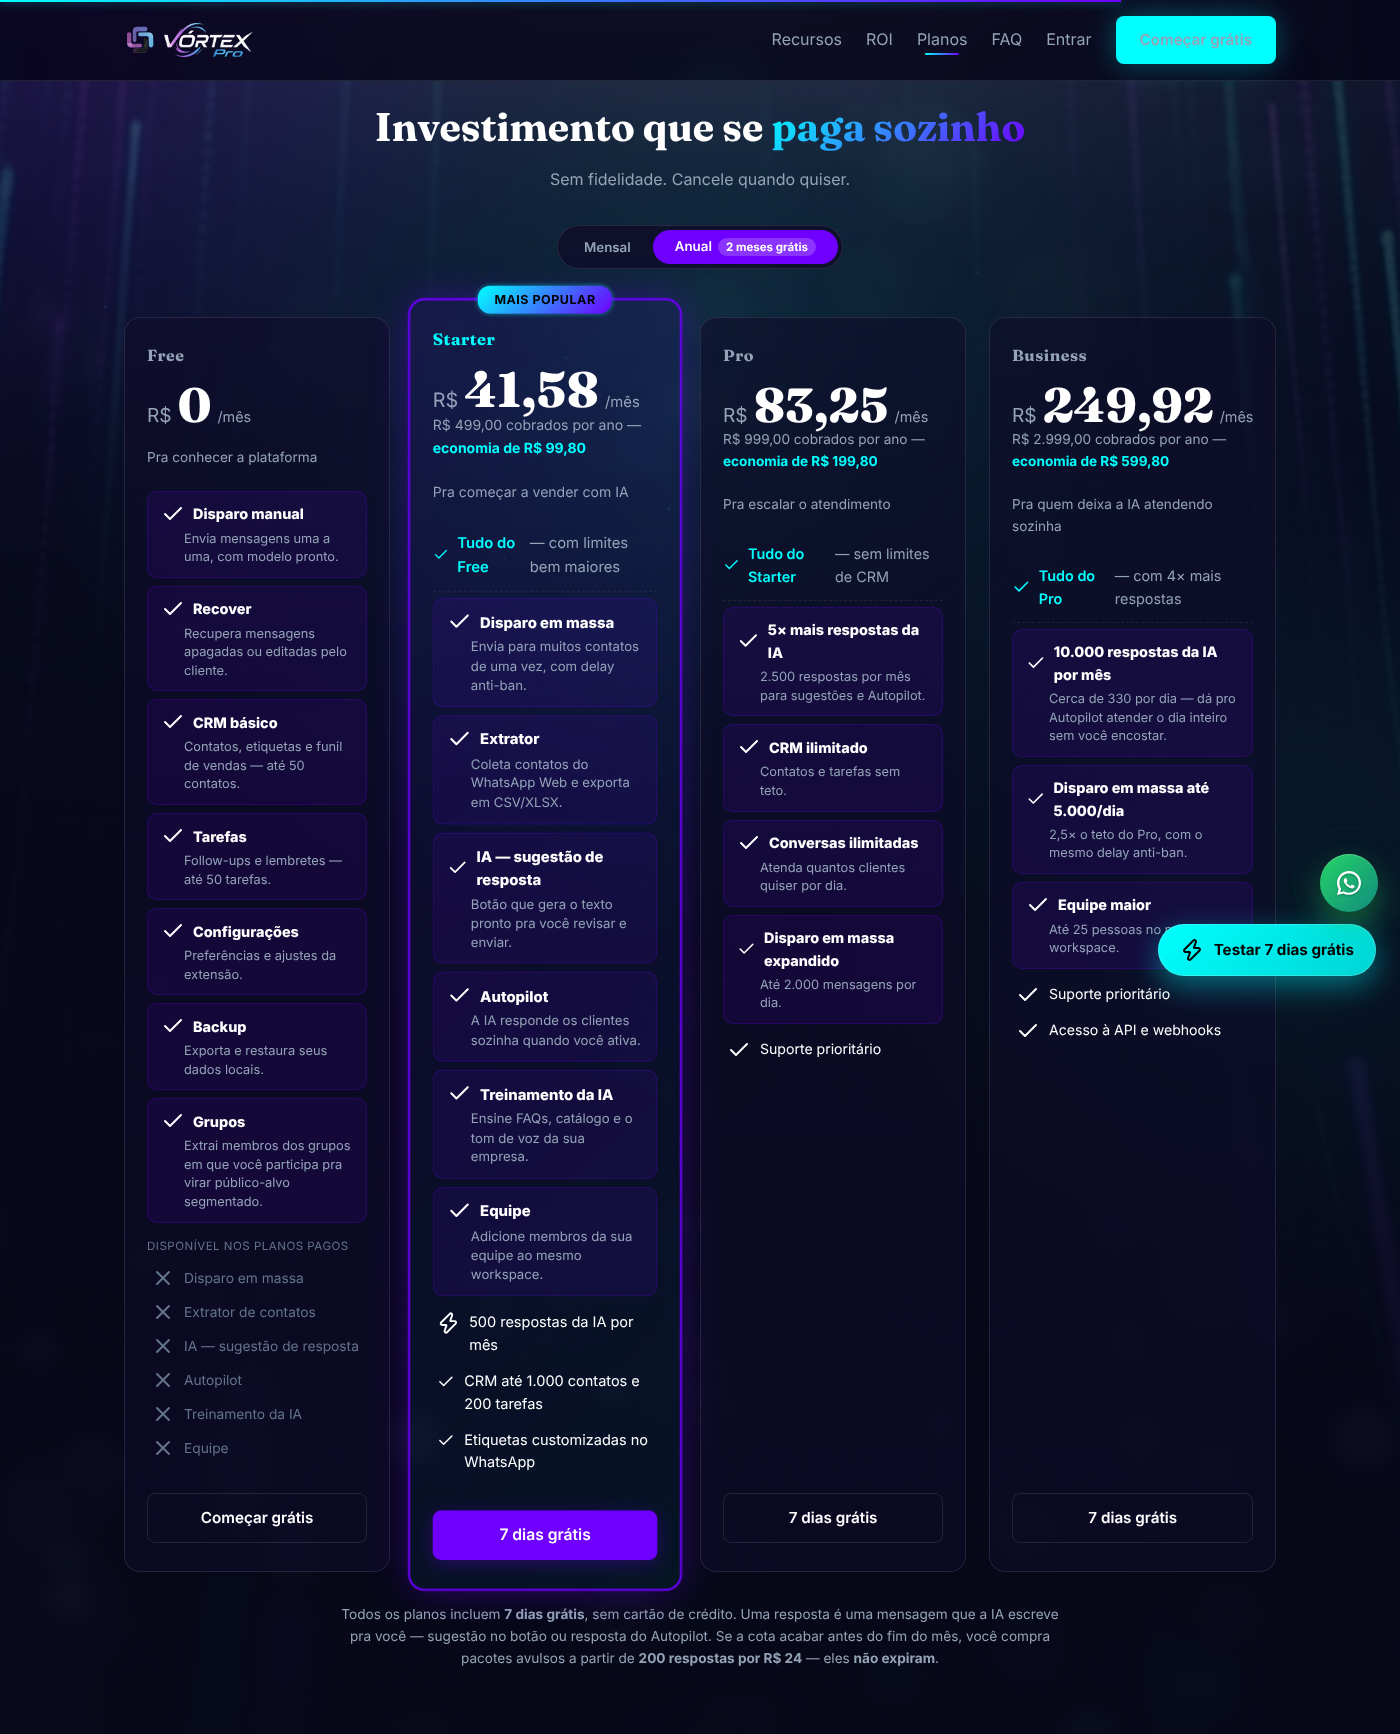 VÓRTEX
Pro
Recursos ROI Planos FAQ Entrar Começar grátis
Investimento que se paga sozinho
Sem fidelidade. Cancele quando quiser.
Mensal Anual 2 meses grátis
Free
R$ 0 /mês
Pra conhecer a plataforma
Disparo manual
Envia mensagens uma a
uma, com modelo pronto.
Recover
Recupera mensagens
apagadas ou editadas pelo
cliente.
CRM básico
Contatos, etiquetas e funil
de vendas — até 50
contatos.
Tarefas
Follow-ups e lembretes —
até 50 tarefas.
Configurações
Preferências e ajustes da
extensão.
Backup
Exporta e restaura seus
dados locais.
Grupos
Extrai membros dos grupos
em que você participa pra
virar público-alvo
segmentado.
DISPONÍVEL NOS PLANOS PAGOS
Disparo em massa
Extrator de contatos
IA — sugestão de resposta
Autopilot
Treinamento da IA
Equipe
Começar grátis
MAIS POPULAR
Starter
R$ 41,58 /mês
R$ 499,00 cobrados por ano —
economia de R$ 99,80
Pra começar a vender com IA
Tudo do Free — com limites bem maiores
Disparo em massa
Envia para muitos contatos
de uma vez, com delay
anti-ban.
Extrator
Coleta contatos do
WhatsApp Web e exporta
em CSV/XLSX.
IA — sugestão de
resposta
Botão que gera o texto
pronto pra você revisar e
enviar.
Autopilot
A IA responde os clientes
sozinha quando você ativa.
Treinamento da IA
Ensine FAQs, catálogo e o
tom de voz da sua
empresa.
Equipe
Adicione membros da sua
equipe ao mesmo
workspace.
500 respostas da IA por
mês
CRM até 1.000 contatos e
200 tarefas
Etiquetas customizadas no
WhatsApp
7 dias grátis
Pro
R$ 83,25 /mês
R$ 999,00 cobrados por ano —
economia de R$ 199,80
Pra escalar o atendimento
Tudo do Starter — sem limites de CRM
5× mais respostas da
IA
2.500 respostas por mês
para sugestões e Autopilot.
CRM ilimitado
Contatos e tarefas sem
teto.
Conversas ilimitadas
Atenda quantos clientes
quiser por dia.
Disparo em massa
expandido
Até 2.000 mensagens por
dia.
Suporte prioritário
7 dias grátis
Business
R$ 249,92 /mês
R$ 2.999,00 cobrados por ano —
economia de R$ 599,80
Pra quem deixa a IA atendendo
sozinha
Tudo do Pro — com 4× mais respostas
10.000 respostas da IA
por mês
Cerca de 330 por dia — dá pro
Autopilot atender o dia inteiro
sem você encostar.
Disparo em massa até
5.000/dia
2,5× o teto do Pro, com o
mesmo delay anti-ban.
Equipe maior
Até 25 pessoas no
workspace.
Suporte prioritário
Acesso à API e webhooks
7 dias grátis
Testar 7 dias grátis
Todos os planos incluem 7 dias grátis, sem cartão de crédito. Uma resposta é uma mensagem que a IA escreve
pra você — sugestão no botão ou resposta do Autopilot. Se a cota acabar antes do fim do mês, você compra
pacotes avulsos a partir de 200 respostas por R$ 24 — eles não expiram.